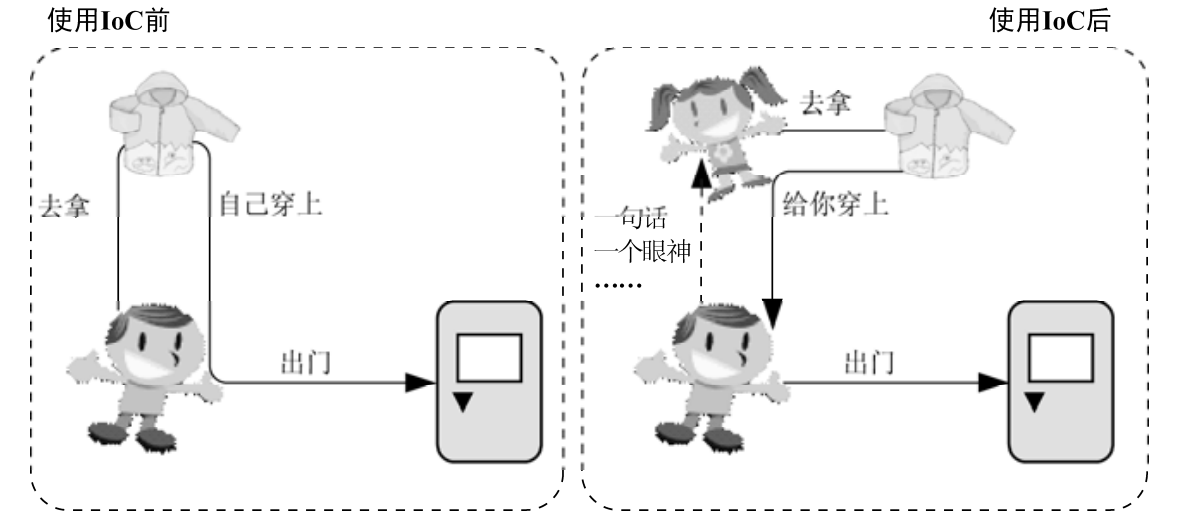 使用IoC前
去拿
自己穿上
出门
使用IoC后
去拿
给你穿上
一句话
一个眼神
……
出门